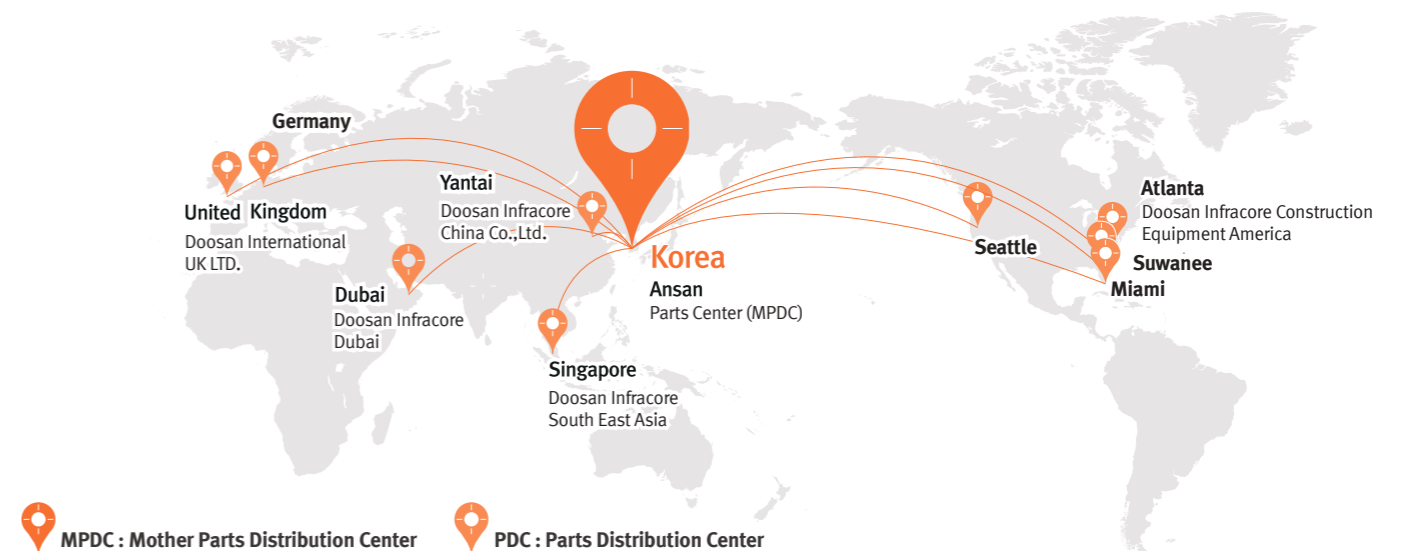 Germany
United Kingdom
Doosan International
UK LTD.
Yantai
Doosan Infracore
China Co.,Ltd.
Dubai
Doosan Infracore
Dubai
Korea
Ansan
Parts Center (MPDC)
Singapore
Doosan Infracore
South East Asia
Seattle
Atlanta
Doosan Infracore Construction
Equipment America
Suwanee
Miami
MPDC : Mother Parts Distribution Center
PDC : Parts Distribution Center